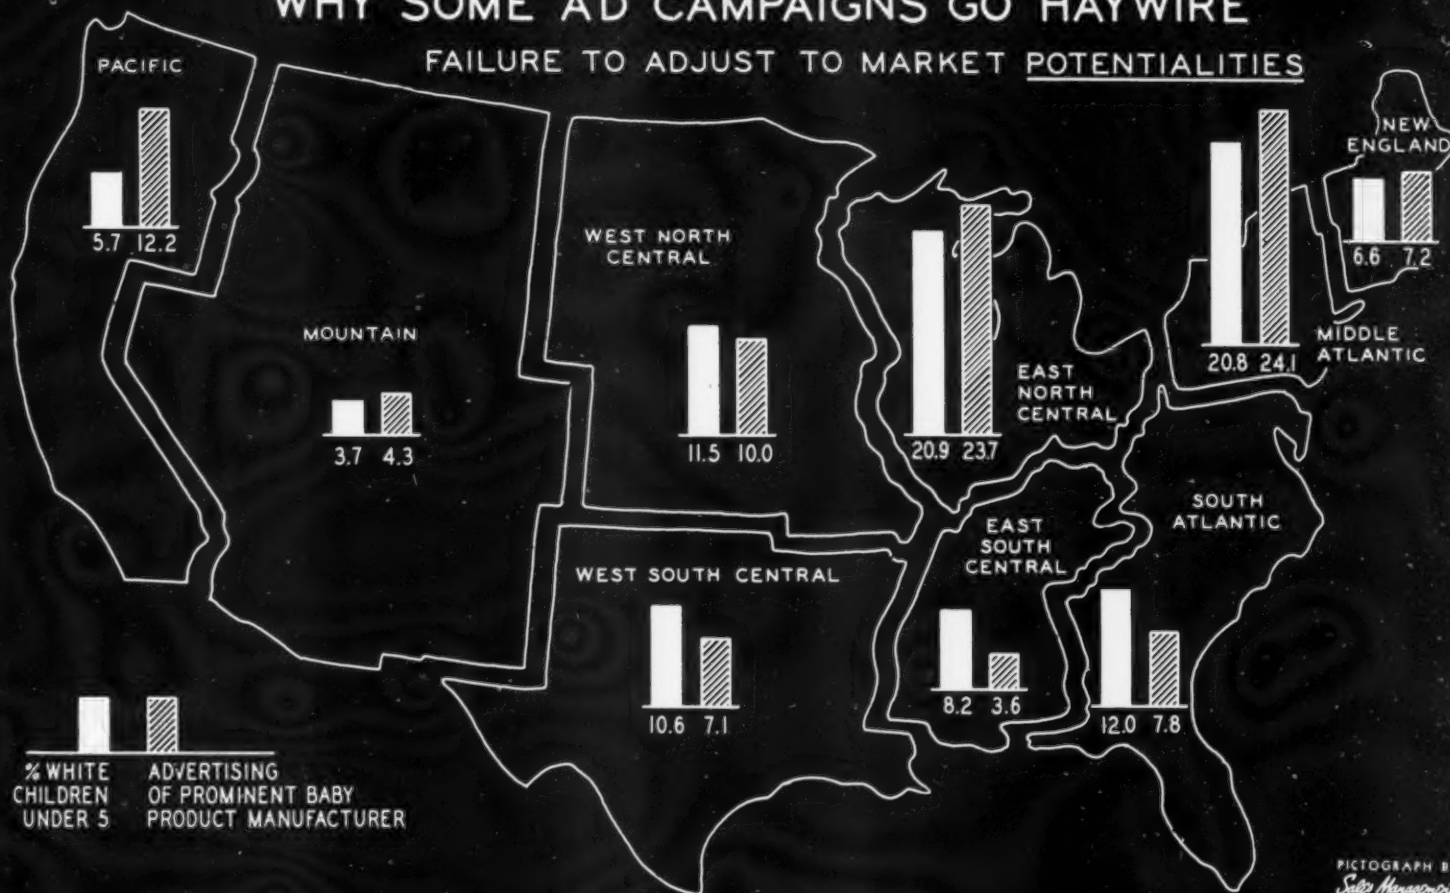 WHY SOME AD CAMPAIGNS GO HAYWIRE
FAILURE TO ADJUST TO MARKET POTENTIALITIES
PACIFIC
5.7 12.2
MOUNTAIN
3.7 4.3
WEST NORTH
CENTRAL
11.5 10.0
EAST
NORTH
CENTRAL
20.9 23.7
MIDDLE
ATLANTIC
20.8 24.1
NEW
ENGLAND
6.6 7.2
WEST SOUTH CENTRAL
10.6 7.1
EAST
SOUTH
CENTRAL
8.2 3.6
SOUTH
ATLANTIC
12.0 7.8
% WHITE
CHILDREN
UNDER 5
ADVERTISING
OF PROMINENT BABY
PRODUCT MANUFACTURER
PICTOGRAPH B